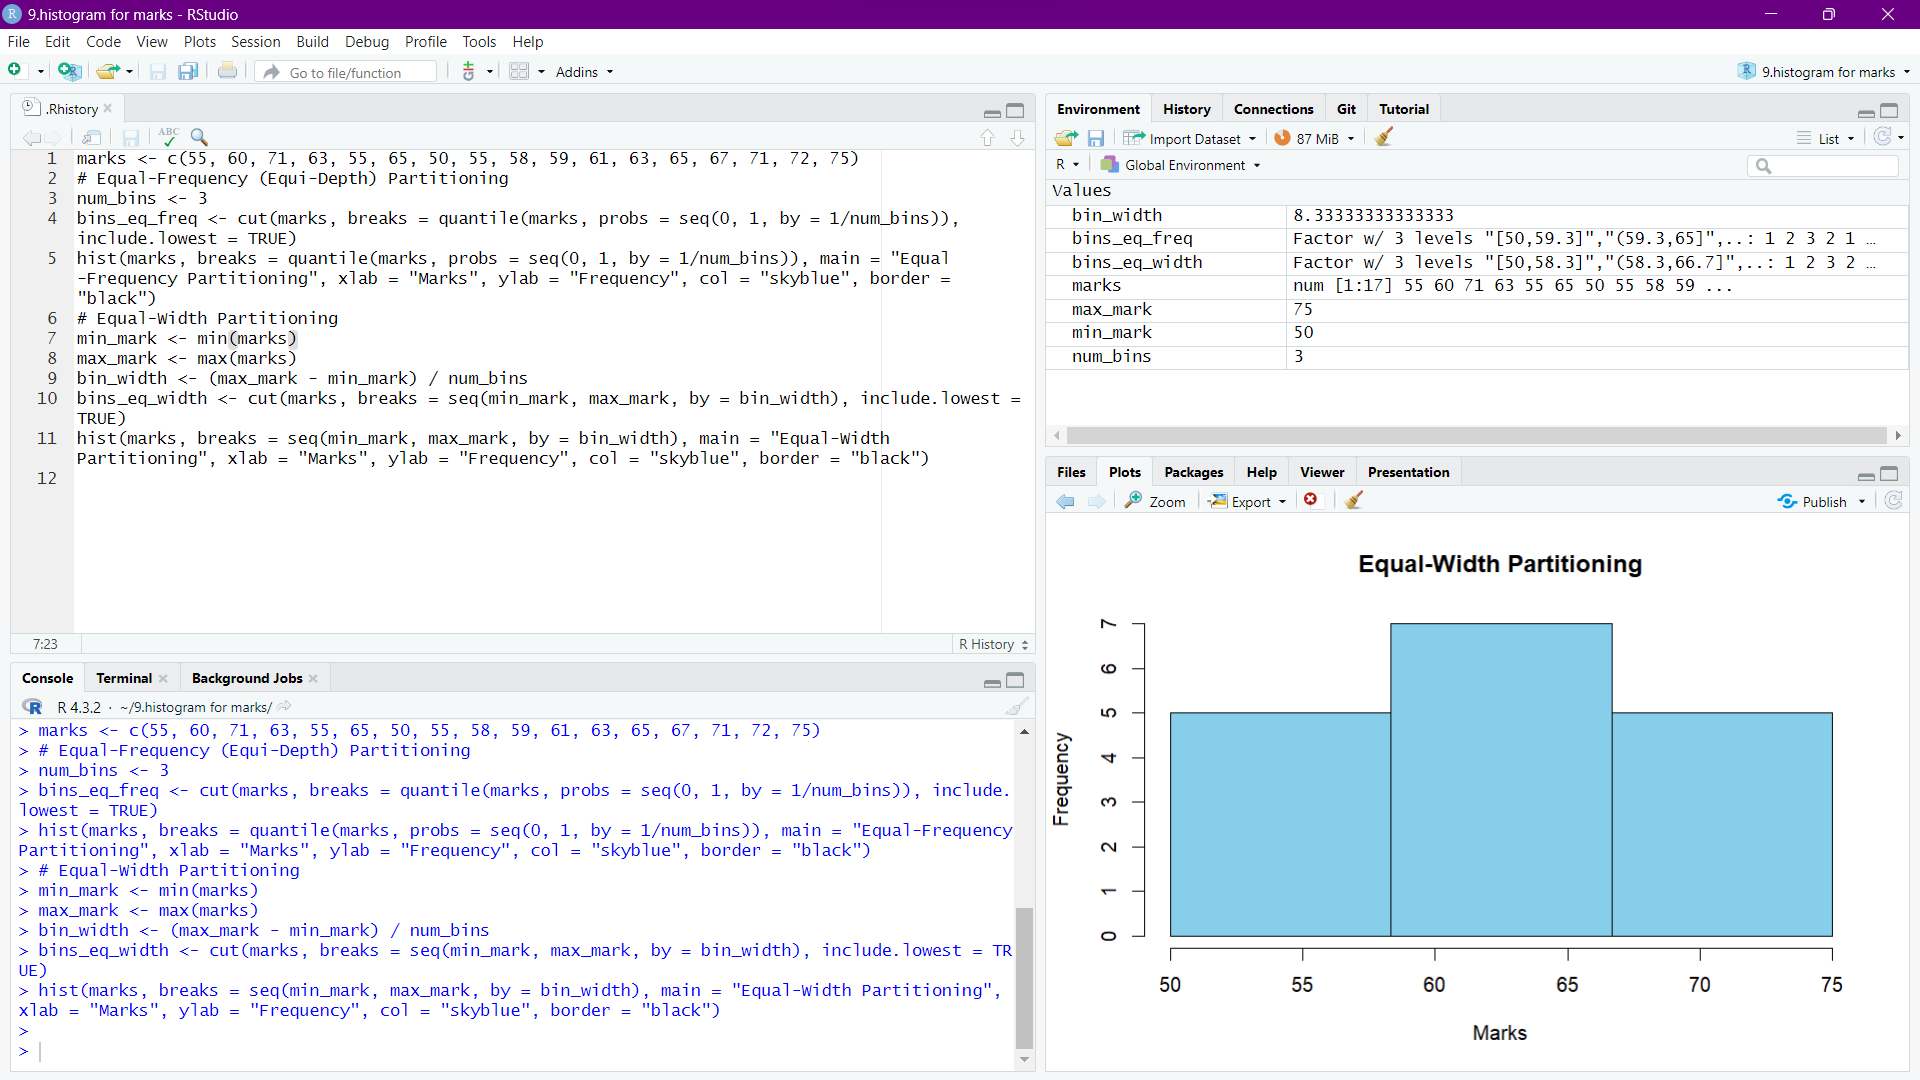 9.histogram for marks - RStudio
File Edit Code View Plots Session Build Debug Profile Tools Help
Go to file/function
Addins
9.histogram for marks
.Rhistory
ABC
1 marks <- c(55, 60, 71, 63, 55, 65, 50, 55, 58, 59, 61, 63, 65, 67, 71, 72, 75)
2 # Equal-Frequency (Equi-Depth) Partitioning
3 num_bins <- 3
4 bins_eq_freq <- cut(marks, breaks = quantile(marks, probs = seq(0, 1, by = 1/num_bins)),
include.lowest = TRUE)
5 hist(marks, breaks = quantile(marks, probs = seq(0, 1, by = 1/num_bins)), main = "Equal
-Frequency Partitioning", xlab = "Marks", ylab = "Frequency", col = "skyblue", border =
"black")
6 # Equal-Width Partitioning
7 min_mark <- min(marks)
8 max_mark <- max(marks)
9 bin_width <- (max_mark - min_mark) / num_bins
10 bins_eq_width <- cut(marks, breaks = seq(min_mark, max_mark, by = bin_width), include.lowest =
TRUE)
11 hist(marks, breaks = seq(min_mark, max_mark, by = bin_width), main = "Equal-Width
Partitioning", xlab = "Marks", ylab = "Frequency", col = "skyblue", border = "black")
12
7:23
R History
Console Terminal Background Jobs
R 4.3.2 · ~/9.histogram for marks/
> marks <- c(55, 60, 71, 63, 55, 65, 50, 55, 58, 59, 61, 63, 65, 67, 71, 72, 75)
> # Equal-Frequency (Equi-Depth) Partitioning
> num_bins <- 3
> bins_eq_freq <- cut(marks, breaks = quantile(marks, probs = seq(0, 1, by = 1/num_bins)), include.
lowest = TRUE)
> hist(marks, breaks = quantile(marks, probs = seq(0, 1, by = 1/num_bins)), main = "Equal-Frequency
Partitioning", xlab = "Marks", ylab = "Frequency", col = "skyblue", border = "black")
> # Equal-Width Partitioning
> min_mark <- min(marks)
> max_mark <- max(marks)
> bin_width <- (max_mark - min_mark) / num_bins
> bins_eq_width <- cut(marks, breaks = seq(min_mark, max_mark, by = bin_width), include.lowest = TR
UE)
> hist(marks, breaks = seq(min_mark, max_mark, by = bin_width), main = "Equal-Width Partitioning",
xlab = "Marks", ylab = "Frequency", col = "skyblue", border = "black")
>
>
Environment History Connections Git Tutorial
Import Dataset 87 MiB List
R Global Environment
Values
bin_width 8.33333333333333
bins_eq_freq Factor w/ 3 levels "[50,59.3]","(59.3,65]",..: 1 2 3 2 1 …
bins_eq_width Factor w/ 3 levels "[50,58.3]","(58.3,66.7]",..: 1 2 3 2 …
marks num [1:17] 55 60 71 63 55 65 50 55 58 59 ...
max_mark 75
min_mark 50
num_bins 3
Files Plots Packages Help Viewer Presentation
Zoom Export Publish
Equal-Width Partitioning
7
6
5
4
3
2
1
0
Frequency
50 55 60 65 70 75
Marks